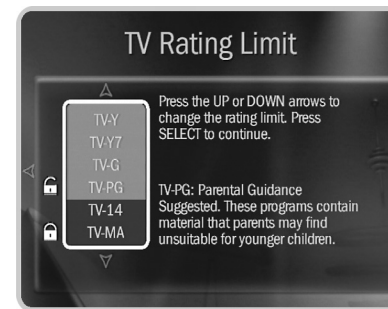 TV Rating Limit
TV-Y
TV-Y7
TV-G
TV-PG
TV-14
TV-MA
Press the UP or DOWN arrows to
change the rating limit. Press
SELECT to continue.
TV-PG: Parental Guidance
Suggested. These programs contain
material that parents may find
unsuitable for younger children.